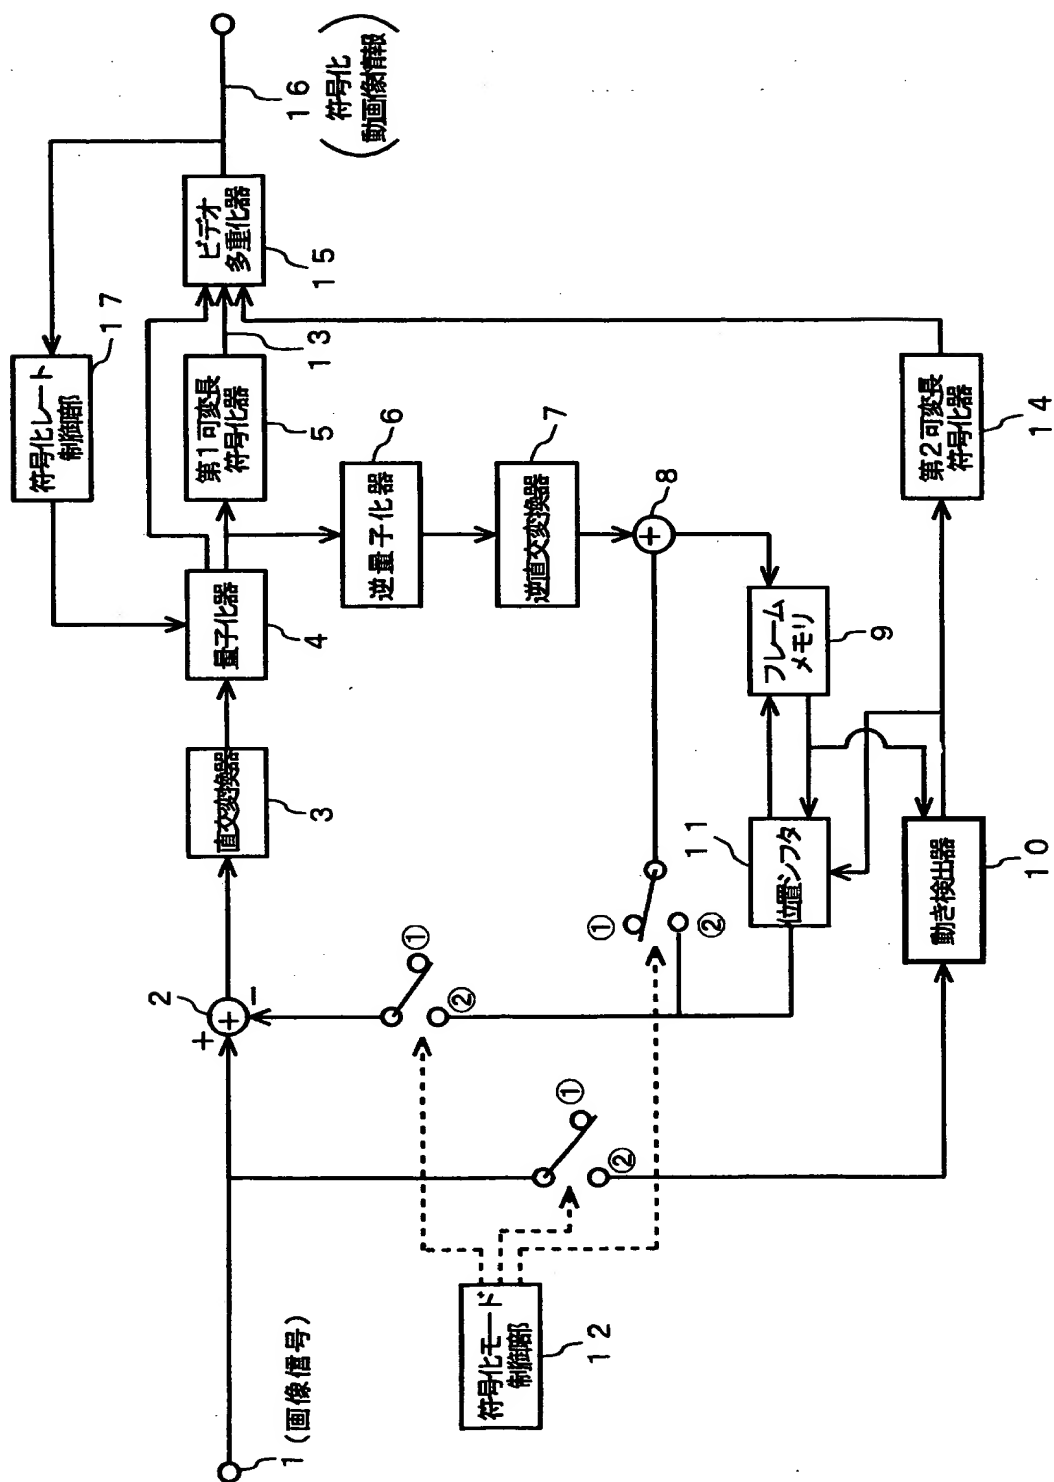 1(画像信号)
2
+
+
-
直交変換器
3
量子化器
4
第1可変長
符号化器
5
13
ビデオ
多重化器
15
16
符号化
動画像情報
符号化レート
制御部
17
逆量子化器
6
逆直交変換器
7
+
8
フレーム
メモリ
9
位置シフタ
11
動き検出器
10
第2可変長
符号化器
14
符号化モード
制御部
12
①
②
①
②
①
②